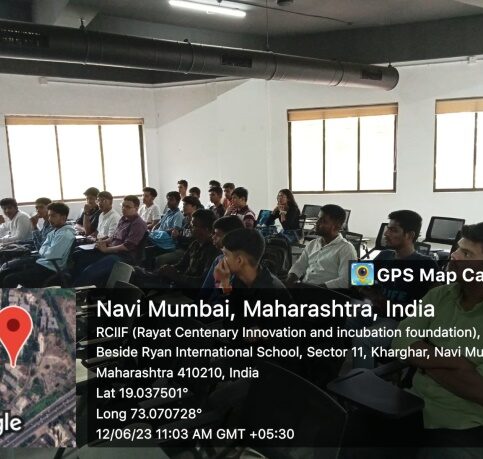 GPS Map Ca
Navi Mumbai, Maharashtra, India
RCIIF (Rayat Centenary Innovation and incubation foundation),
Beside Ryan International School, Sector 11, Kharghar, Navi Mu
Maharashtra 410210, India
Lat 19.037501°
Long 73.070728°
12/06/23 11:03 AM GMT +05:30
gle